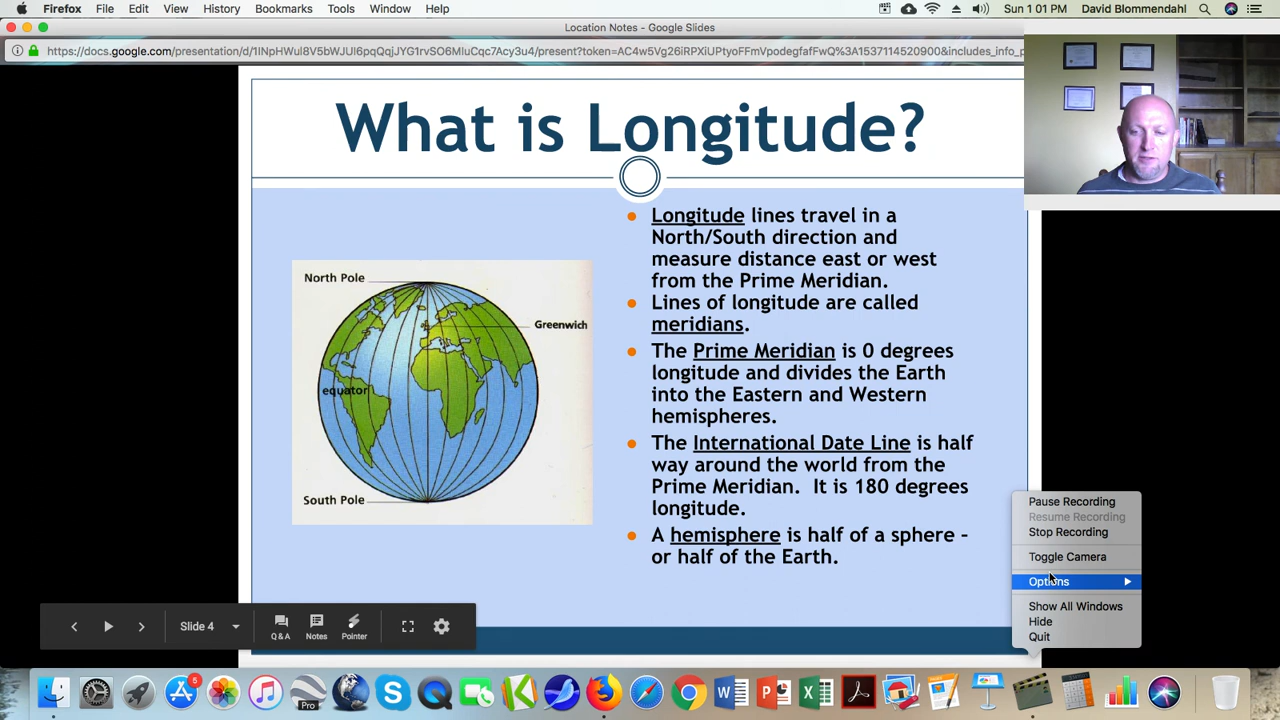 Firefox File Edit View History Bookmarks Tools Window Help Sun 1 01 PM David Blommendahl
Location Notes - Google Slides
What is Longitude?
Longitude lines travel in a
North/South direction and
measure distance east or west
from the Prime Meridian.
Lines of longitude are called
meridians.
The Prime Meridian is 0 degrees
longitude and divides the Earth
into the Eastern and Western
hemispheres.
The International Date Line is half
way around the world from the
Prime Meridian. It is 180 degrees
longitude.
A hemisphere is half of a sphere –
or half of the Earth.
North Pole
Greenwich
equator
South Pole
Pause Recording
Resume Recording
Stop Recording
Toggle Camera
Options
Show All Windows
Hide
Quit
Slide 4
Q & A Notes Pointer
5
Pro